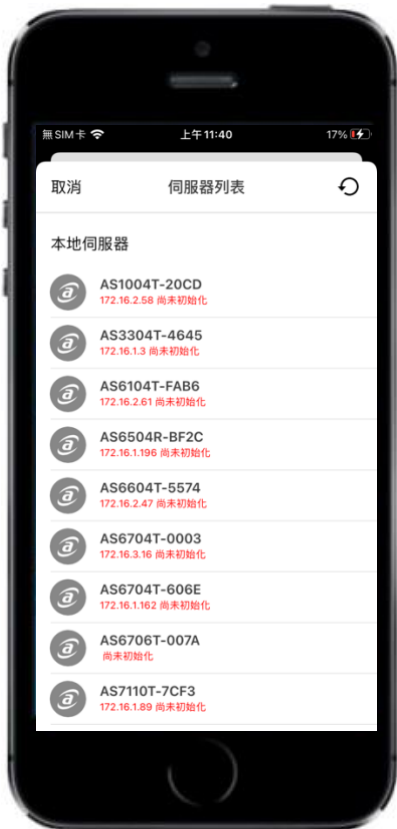 無SIM卡 上午11:40 17%
取消 伺服器列表
本地伺服器
AS1004T-20CD
172.16.2.58 尚未初始化
AS3304T-4645
172.16.1.3 尚未初始化
AS6104T-FAB6
172.16.2.61 尚未初始化
AS6504R-BF2C
172.16.1.196 尚未初始化
AS6604T-5574
172.16.2.47 尚未初始化
AS6704T-0003
172.16.3.16 尚未初始化
AS6704T-606E
172.16.1.162 尚未初始化
AS6706T-007A
尚未初始化
AS7110T-7CF3
172.16.1.89 尚未初始化